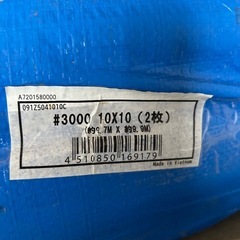 A7201580000
091Z5041010C
#3000 10X10(2枚)
(約9.7M X 約9.9M)
4 510850 169179
Made in Vietnam